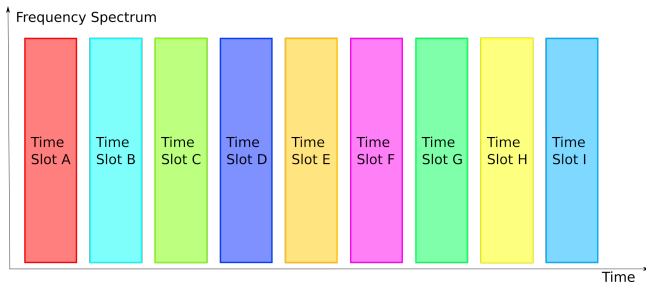 Frequency Spectrum
Time
Slot A
Time
Slot B
Time
Slot C
Time
Slot D
Time
Slot E
Time
Slot F
Time
Slot G
Time
Slot H
Time
Slot I
Time